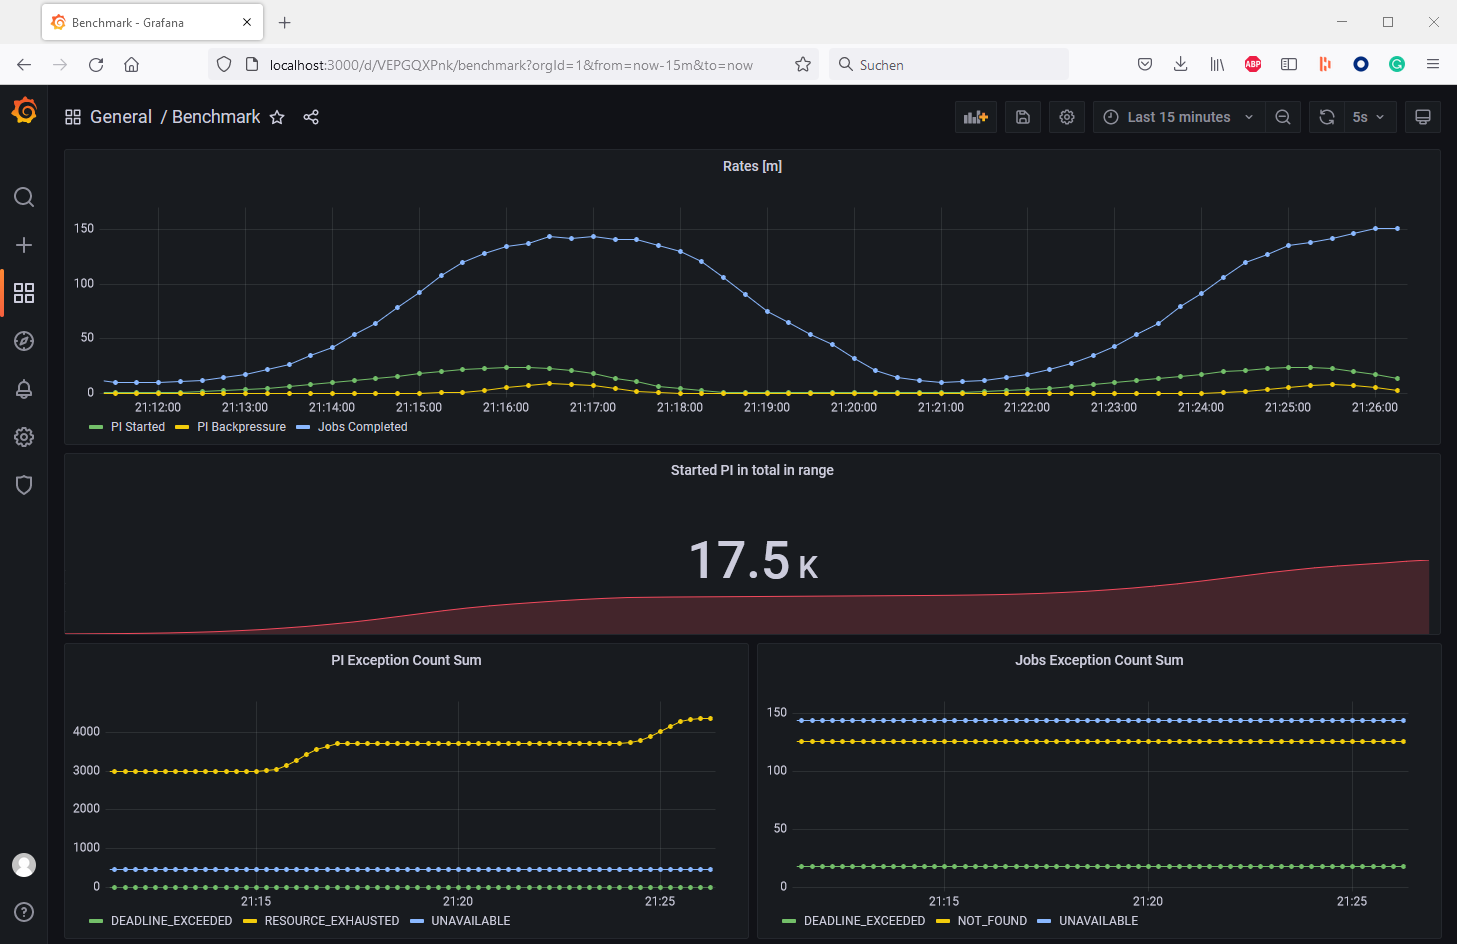 Benchmark - Grafana
localhost:3000/d/VEPGQXPnk/benchmark?orgId=1&from=now-15m&to=now
Suchen
ABP
General / Benchmark
Last 15 minutes
5s
Rates [m]
150
100
50
0
21:12:00 21:13:00 21:14:00 21:15:00 21:16:00 21:17:00 21:18:00 21:19:00 21:20:00 21:21:00 21:22:00 21:23:00 21:24:00 21:25:00 21:26:00
PI Started PI Backpressure Jobs Completed
Started PI in total in range
17.5 K
PI Exception Count Sum
4000
3000
2000
1000
0
21:15 21:20 21:25
DEADLINE_EXCEEDED RESOURCE_EXHAUSTED UNAVAILABLE
Jobs Exception Count Sum
150
100
50
0
21:15 21:20 21:25
DEADLINE_EXCEEDED NOT_FOUND UNAVAILABLE